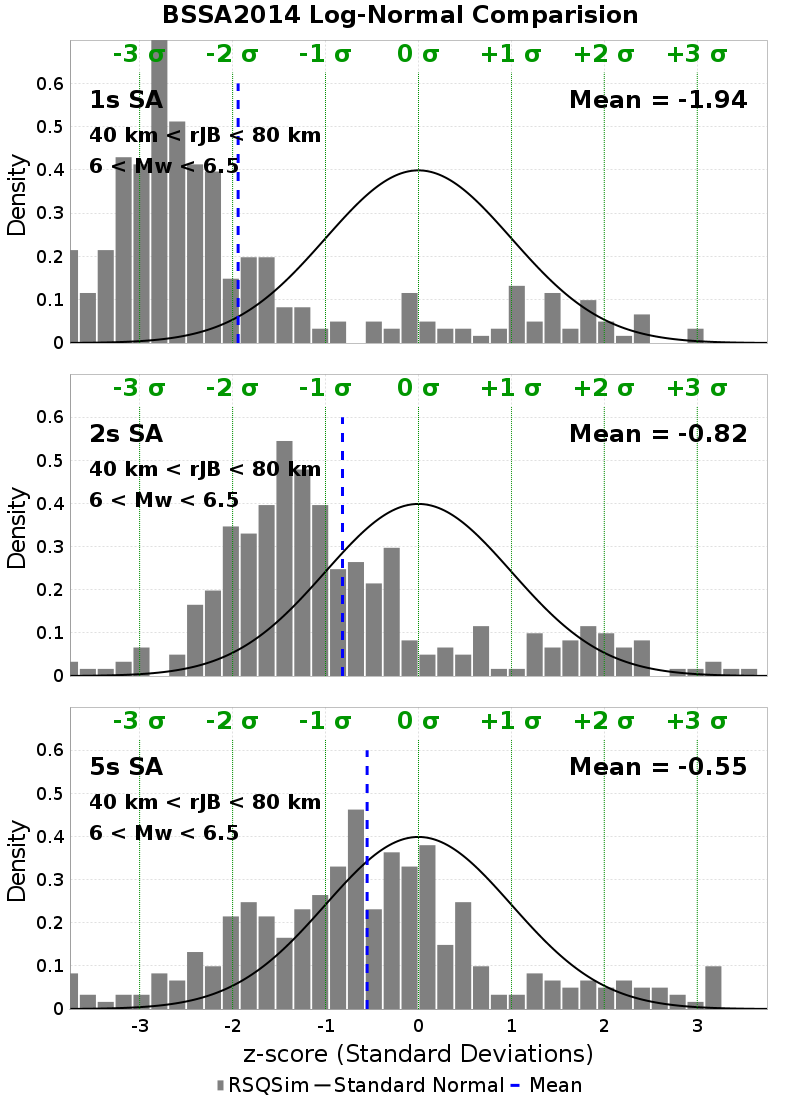 BSSA2014 Log-Normal Comparision
-3 σ -2 σ -1 σ 0 σ +1 σ +2 σ +3 σ
0.6
1s SA Mean = -1.94
0.5
40 km < rJB < 80 km
0.4
6 < Mw < 6.5
0.3
0.2
0.1
0
Density
-3 σ -2 σ -1 σ 0 σ +1 σ +2 σ +3 σ
0.6
2s SA Mean = -0.82
0.5
40 km < rJB < 80 km
0.4
6 < Mw < 6.5
0.3
0.2
0.1
0
Density
-3 σ -2 σ -1 σ 0 σ +1 σ +2 σ +3 σ
0.6
5s SA Mean = -0.55
0.5
40 km < rJB < 80 km
0.4
6 < Mw < 6.5
0.3
0.2
0.1
0
Density
-3 -2 -1 0 1 2 3
z-score (Standard Deviations)
RSQSim Standard Normal Mean